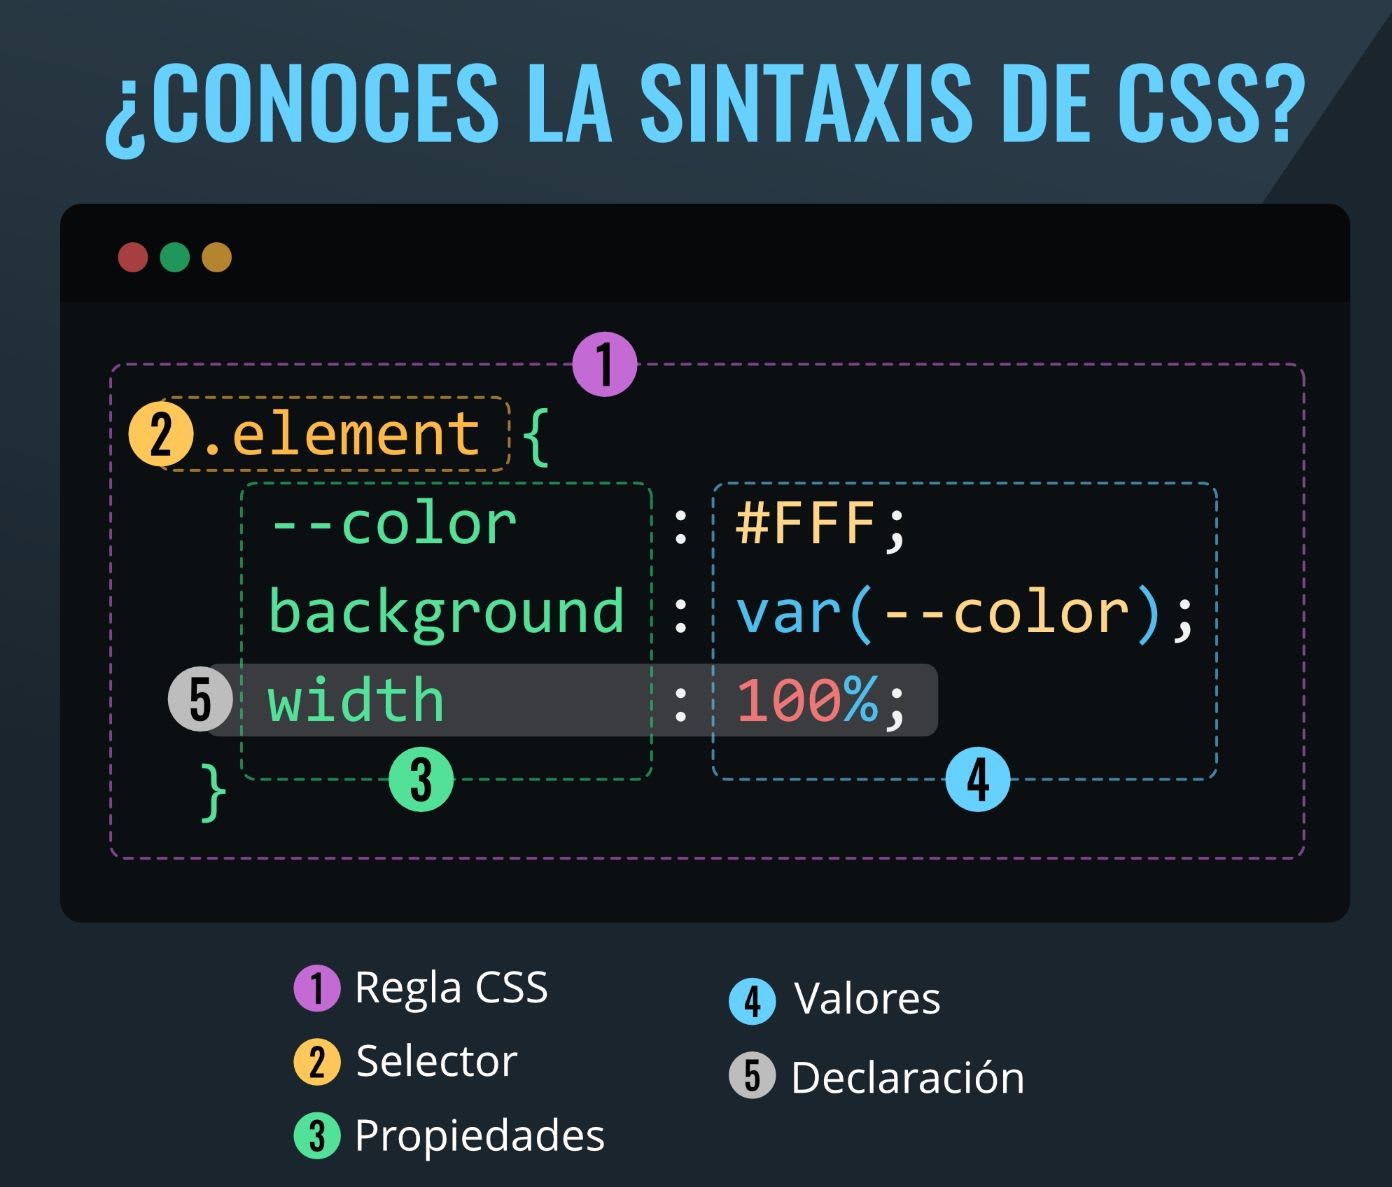 ¿CONOCES LA SINTAXIS DE CSS?
1
2 .element {
--color : #FFF;
background : var(--color);
5 width : 100%;
}
3 4
1 Regla CSS
2 Selector
3 Propiedades
4 Valores
5 Declaración